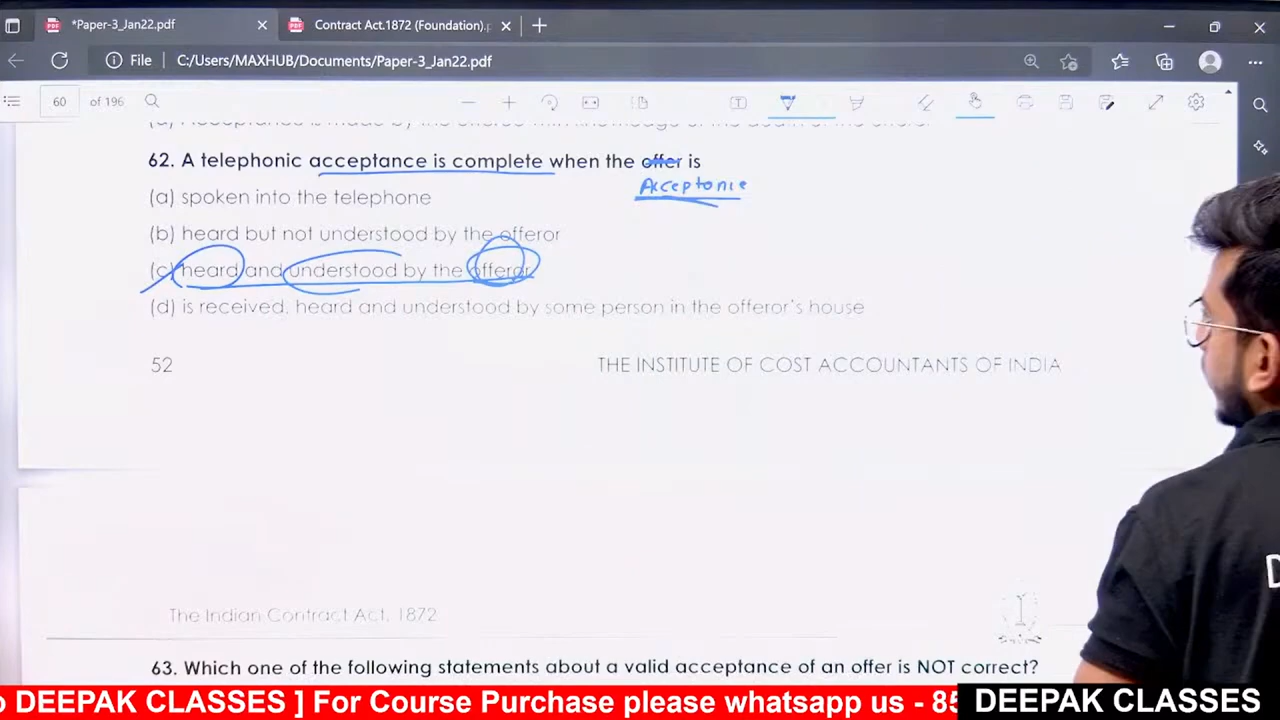 *Paper-3_Jan22.pdf
Contract Act.1872 (Foundation).p
File
C:/Users/MAXHUB/Documents/Paper-3_Jan22.pdf
60 of 196
62. A telephonic acceptance is complete when the offer is
Acceptance
(a) spoken into the telephone
(b) heard but not understood by the offeror
(c) heard and understood by the offeror
(d) is received, heard and understood by some person in the offeror's house
52
THE INSTITUTE OF COST ACCOUNTANTS OF INDIA
The Indian Contract Act, 1872
63. Which one of the following statements about a valid acceptance of an offer is NOT correct?
DEEPAK CLASSES ] For Course Purchase please whatsapp us - 85
DEEPAK CLASSES